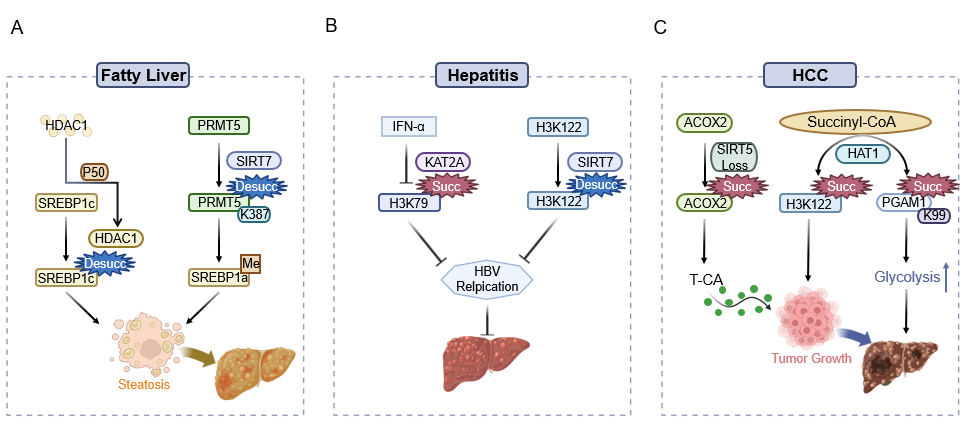 A
Fatty Liver
HDAC1
P50
SREBP1c
HDAC1
Desucc
SREBP1c
PRMT5
SIRT7
Desucc
PRMT5
K387
Me
SREBP1a
Steatosis
B
Hepatitis
IFN-α
KAT2A
Succ
H3K79
H3K122
SIRT7
Desucc
H3K122
HBV
Relpication
C
HCC
ACOX2
SIRT5
Loss
Succ
ACOX2
T-CA
Succinyl-CoA
HAT1
Succ
H3K122
Succ
PGAM1
K99
Glycolysis
Tumor Growth